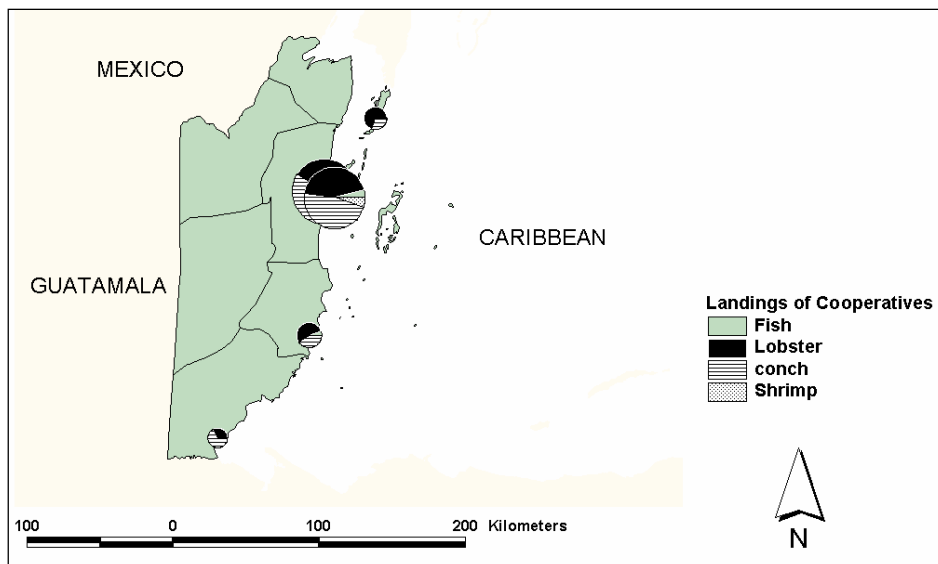 MEXICO
CARIBBEAN
GUATAMALA
Landings of Cooperatives
Fish
Lobster
conch
Shrimp
100 0 100 200 Kilometers
N